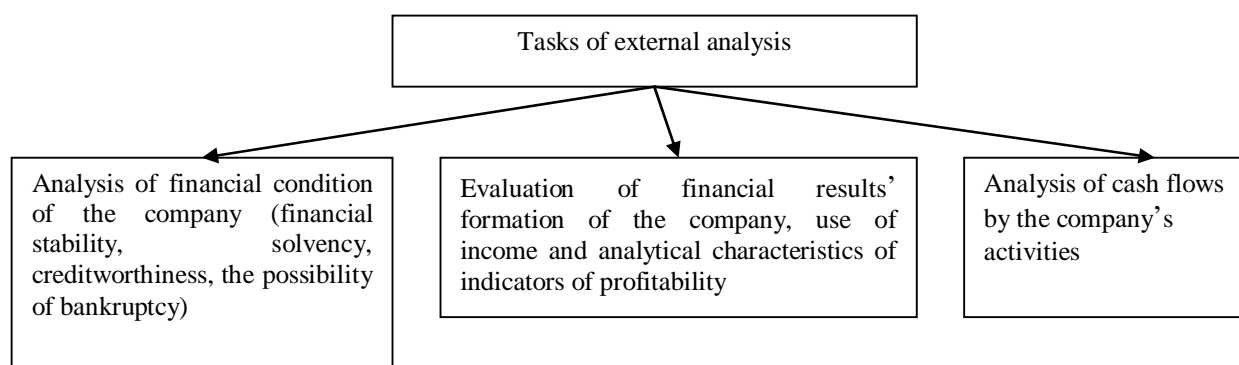 Tasks of external analysis
Analysis of financial condition
of the company (financial
stability, solvency,
creditworthiness, the possibility
of bankruptcy)
Evaluation of financial results’
formation of the company, use of
income and analytical characteristics of
indicators of profitability
Analysis of cash flows
by the company’s
activities